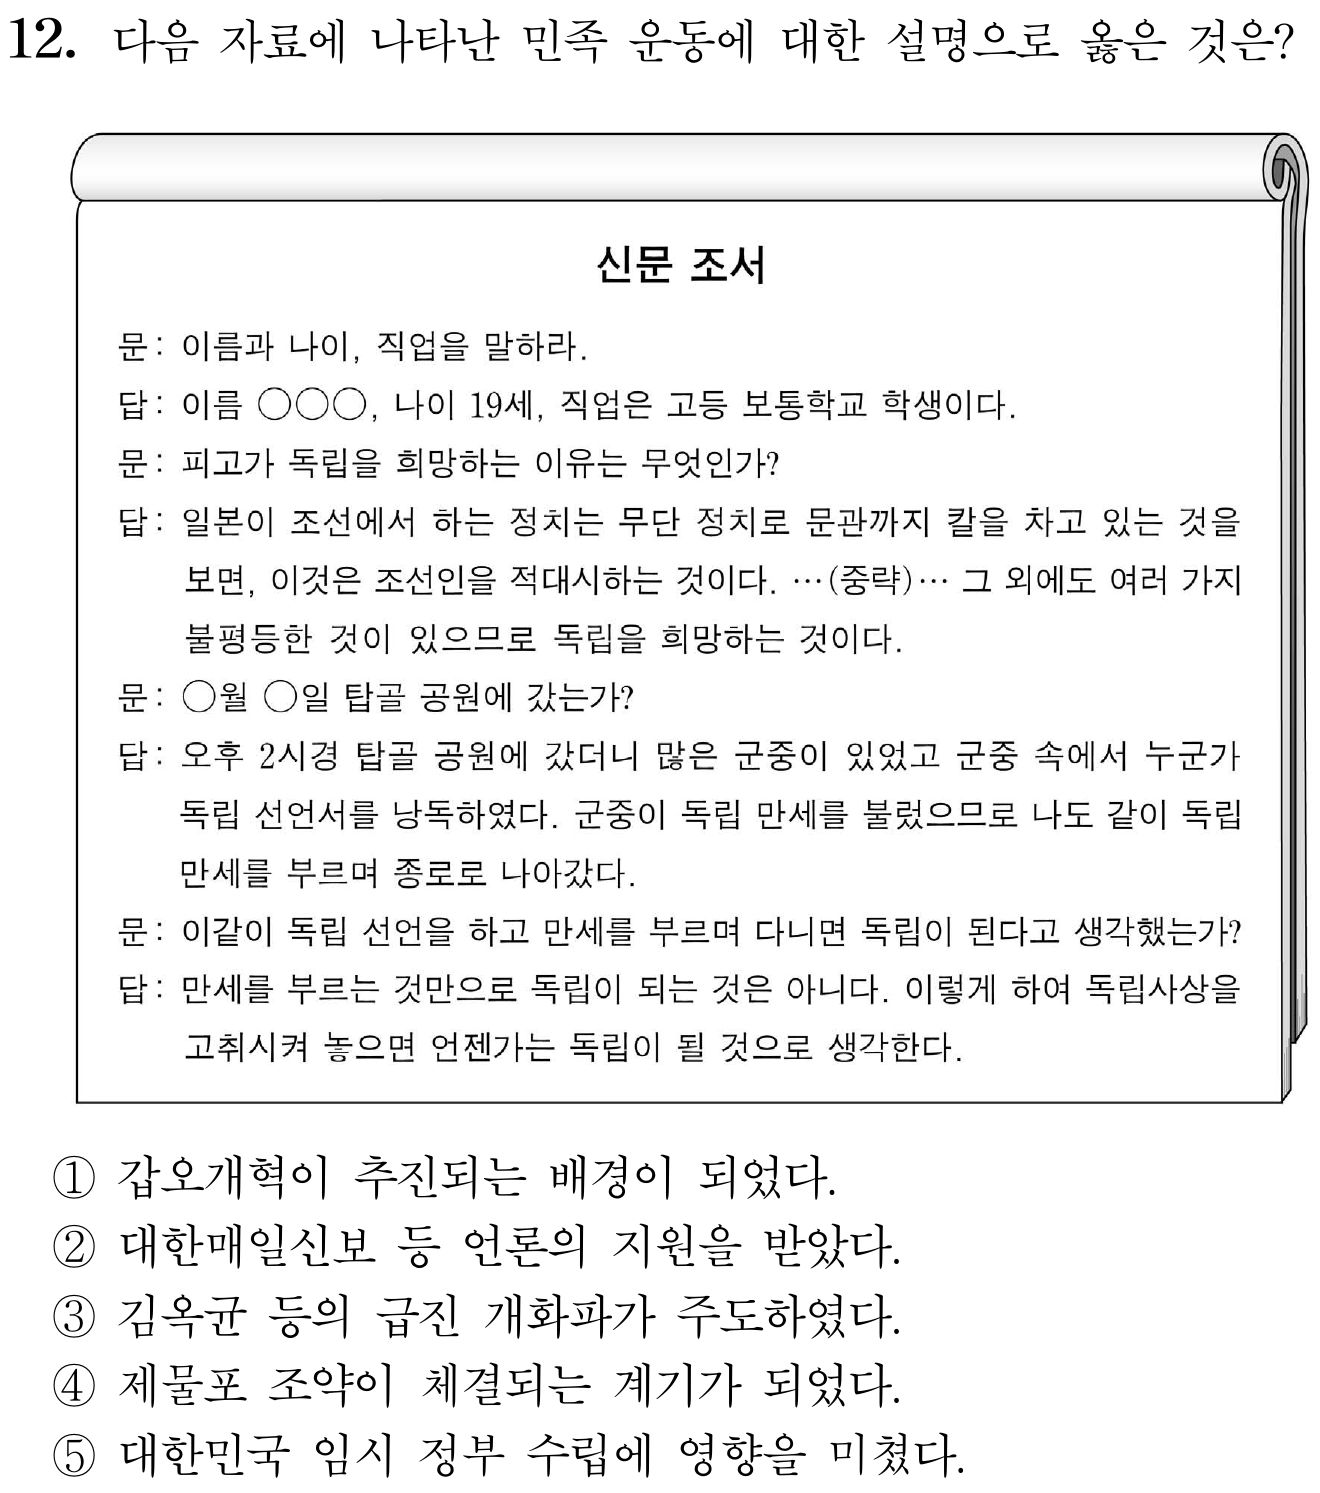 12. 다음 자료에 나타난 민족 운동에 대한 설명으로 옳은 것은?
신문 조서
문: 이름과 나이, 직업을 말하라.
답: 이름 ○○○, 나이 19세, 직업은 고등 보통학교 학생이다.
문: 피고가 독립을 희망하는 이유는 무엇인가?
답: 일본이 조선에서 하는 정치는 무단 정치로 문관까지 칼을 차고 있는 것을
보면, 이것은 조선인을 적대시하는 것이다. …(중략)… 그 외에도 여러 가지
불평등한 것이 있으므로 독립을 희망하는 것이다.
문: ○월 ○일 탑골 공원에 갔는가?
답: 오후 2시경 탑골 공원에 갔더니 많은 군중이 있었고 군중 속에서 누군가
독립 선언서를 낭독하였다. 군중이 독립 만세를 불렀으므로 나도 같이 독립
만세를 부르며 종로로 나아갔다.
문: 이같이 독립 선언을 하고 만세를 부르며 다니면 독립이 된다고 생각했는가?
답: 만세를 부르는 것만으로 독립이 되는 것은 아니다. 이렇게 하여 독립사상을
고취시켜 놓으면 언젠가는 독립이 될 것으로 생각한다.
① 갑오개혁이 추진되는 배경이 되었다.
② 대한매일신보 등 언론의 지원을 받았다.
③ 김옥균 등의 급진 개화파가 주도하였다.
④ 제물포 조약이 체결되는 계기가 되었다.
⑤ 대한민국 임시 정부 수립에 영향을 미쳤다.